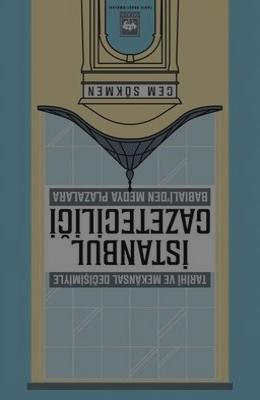 TARİHİ VE MEKÂNSAL DEĞİŞİMİYLE
İSTANBUL
GAZETECİLİĞİ
BABIALİ'DEN MEDYA PLAZALARA
CEM SÖKMEN